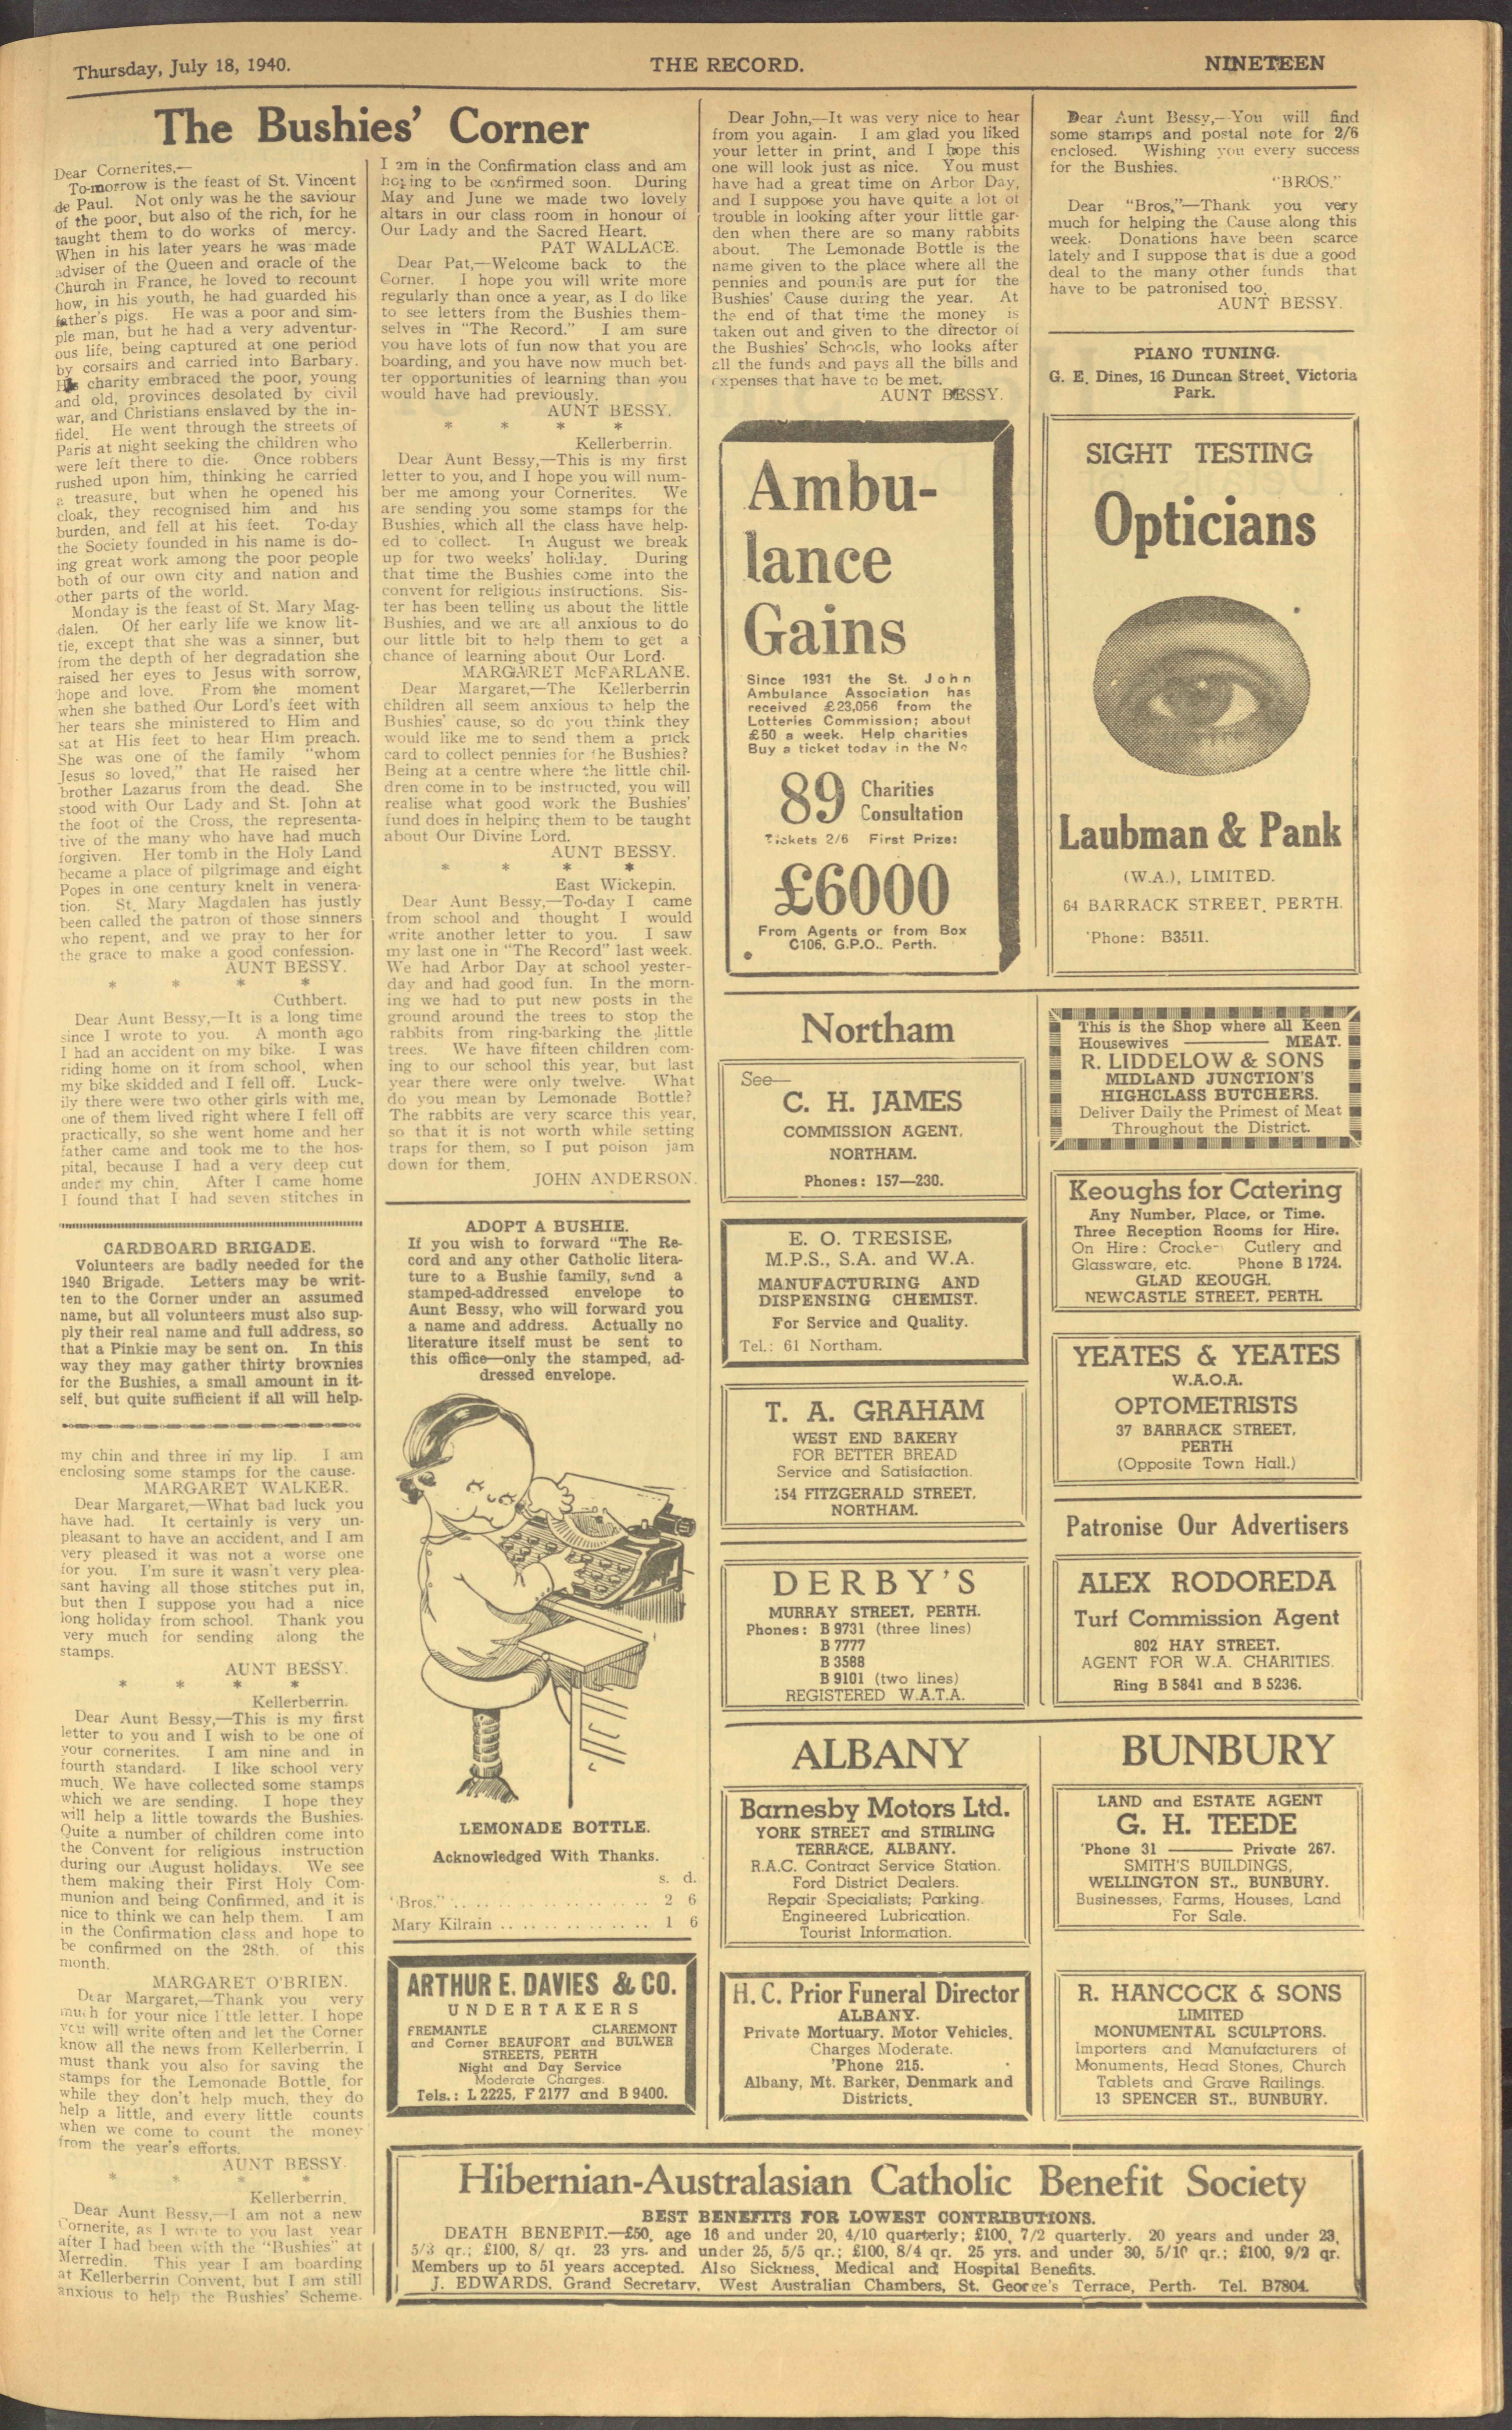 Thursday, July 18, 1940.
THE RECORD.
NINETEEN
The Bushies' Corner
Dear Cornerites,—
To-morrow is the feast of St. Vincent
de Paul. Not only was he the saviour
of the poor, but also of the rich, for he
taught them to do works of mercy.
When in his later years he was made
adviser of the Queen and oracle of the
Church in France, he loved to recount
how, in his youth, he had guarded his
father's pigs. He was a poor and sim-
ple man, but he had a very adventur-
ous life, being captured at one period
by corsairs and carried into Barbary.
His charity embraced the poor, young
and old, provinces desolated by civil
war, and Christians enslaved by the in-
fidel. He went through the streets of
Paris at night seeking the children who
were left there to die. Once robbers
rushed upon him, thinking he carried
a treasure, but when he opened his
cloak, they recognised him and his
burden, and fell at his feet. To-day
the Society founded in his name is do-
ing great work among the poor people
both of our own city and nation and
other parts of the world.
Monday is the feast of St. Mary Mag-
dalen. Of her early life we know lit-
tle, except that she was a sinner, but
from the depth of her degradation she
raised her eyes to Jesus with sorrow,
hope and love. From the moment
when she bathed Our Lord's feet with
her tears she ministered to Him and
sat at His feet to hear Him preach.
She was one of the family "whom
Jesus so loved," that He raised her
brother Lazarus from the dead. She
stood with Our Lady and St. John at
the foot of the Cross, the representa-
tive of the many who have had much
forgiven. Her tomb in the Holy Land
became a place of pilgrimage and eight
Popes in one century knelt in venera-
tion. St. Mary Magdalen has justly
been called the patron of those sinners
who repent, and we pray to her for
the grace to make a good confession.
AUNT BESSY.
* * * *
Cuthbert.
Dear Aunt Bessy,—It is a long time
since I wrote to you. A month ago
I had an accident on my bike. I was
riding home on it from school, when
my bike skidded and I fell off. Luck-
ily there were two other girls with me,
one of them lived right where I fell off
practically, so she went home and her
father came and took me to the hos-
pital, because I had a very deep cut
under my chin. After I came home
I found that I had seven stitches in
CARDBOARD BRIGADE.
Volunteers are badly needed for the
1940 Brigade. Letters may be writ-
ten to the Corner under an assumed
name, but all volunteers must also sup-
ply their real name and full address, so
that a Pinkie may be sent on. In this
way they may gather thirty brownies
for the Bushies, a small amount in it-
self, but quite sufficient if all will help.
my chin and three in my lip. I am
enclosing some stamps for the cause.
MARGARET WALKER.
Dear Margaret,—What bad luck you
have had. It certainly is very un-
pleasant to have an accident, and I am
very pleased it was not a worse one
for you. I'm sure it wasn't very plea-
sant having all those stitches put in,
but then I suppose you had a nice
long holiday from school. Thank you
very much for sending along the
stamps.
AUNT BESSY.
* * * *
Kellerberrin.
Dear Aunt Bessy,—This is my first
letter to you and I wish to be one of
your cornerites. I am nine and in
fourth standard. I like school very
much. We have collected some stamps
which we are sending. I hope they
will help a little towards the Bushies.
Quite a number of children come into
the Convent for religious instruction
during our August holidays. We see
them making their First Holy Com-
munion and being Confirmed, and it is
nice to think we can help them. I am
in the Confirmation class and hope to
be confirmed on the 28th. of this
month.
MARGARET O'BRIEN.
Dear Margaret,—Thank you very
much for your nice little letter. I hope
you will write often and let the Corner
know all the news from Kellerberrin. I
must thank you also for saving the
stamps for the Lemonade Bottle, for
while they don't help much, they do
help a little, and every little counts
when we come to count the money
from the year's efforts.
AUNT BESSY.
* * * *
Kellerberrin.
Dear Aunt Bessy,—I am not a new
Cornerite, as I wrote to you last year
after I had been with the "Bushies" at
Merredin. This year I am boarding
at Kellerberrin Convent, but I am still
anxious to help the Bushies' Scheme.
I am in the Confirmation class and am
hoping to be confirmed soon. During
May and June we made two lovely
altars in our class room in honour of
Our Lady and the Sacred Heart.
PAT WALLACE.
Dear Pat,—Welcome back to the
Corner. I hope you will write more
regularly than once a year, as I do like
to see letters from the Bushies them-
selves in "The Record." I am sure
you have lots of fun now that you are
boarding, and you have now much bet-
ter opportunities of learning than you
would have had previously.
AUNT BESSY.
* * * *
Kellerberrin.
Dear Aunt Bessy,—This is my first
letter to you, and I hope you will num-
ber me among your Cornerites. We
are sending you some stamps for the
Bushies, which all the class have help-
ed to collect. In August we break
up for two weeks' holiday. During
that time the Bushies come into the
convent for religious instructions. Sis-
ter has been telling us about the little
Bushies, and we are all anxious to do
our little bit to help them to get a
chance of learning about Our Lord.
MARGARET McFARLANE.
Dear Margaret,—The Kellerberrin
children all seem anxious to help the
Bushies' cause, so do you think they
would like me to send them a prick
card to collect pennies for the Bushies?
Being at a centre where the little chil-
dren come in to be instructed, you will
realise what good work the Bushies'
fund does in helping them to be taught
about Our Divine Lord.
AUNT BESSY.
* * * *
East Wickepin.
Dear Aunt Bessy,—To-day I came
from school and thought I would
write another letter to you. I saw
my last one in "The Record" last week.
We had Arbor Day at school yester-
day and had good fun. In the morn-
ing we had to put new posts in the
ground around the trees to stop the
rabbits from ring-barking the little
trees. We have fifteen children com-
ing to our school this year, but last
year there were only twelve. What
do you mean by Lemonade Bottle?
The rabbits are very scarce this year,
so that it is not worth while setting
traps for them, so I put poison jam
down for them.
JOHN ANDERSON.
ADOPT A BUSHIE.
If you wish to forward "The Re-
cord and any other Catholic litera-
ture to a Bushie family, send a
stamped-addressed envelope to
Aunt Bessy, who will forward you
a name and address. Actually no
literature itself must be sent to
this office—only the stamped, ad-
dressed envelope.
LEMONADE BOTTLE.
Acknowledged With Thanks.
s. d.
"Bros." .. .. .. .. .. .. .. .. .. 2 6
Mary Kilrain .. .. .. .. .. .. .. 1 6
ARTHUR E. DAVIES & CO.
UNDERTAKERS
FREMANTLE CLAREMONT
and Corner BEAUFORT and BULWER
STREETS, PERTH
Night and Day Service
Moderate Charges.
Tels.: L 2225, F 2177 and B 9400.
Dear John,—It was very nice to hear
from you again. I am glad you liked
your letter in print, and I hope this
one will look just as nice. You must
have had a great time on Arbor Day,
and I suppose you have quite a lot of
trouble in looking after your little gar-
den when there are so many rabbits
about. The Lemonade Bottle is the
name given to the place where all the
pennies and pounds are put for the
Bushies' Cause during the year. At
the end of that time the money is
taken out and given to the director of
the Bushies' Schools, who looks after
all the funds and pays all the bills and
expenses that have to be met.
AUNT BESSY.
Ambu-
lance
Gains
Since 1931 the St. John
Ambulance Association has
received £23,056 from the
Lotteries Commission; about
£50 a week. Help charities
Buy a ticket today in the No
89 Charities
Consultation
Tickets 2/6 First Prize:
£6000
From Agents or from Box
C106, G.P.O., Perth.
Dear Aunt Bessy,—You will find
some stamps and postal note for 2/6
enclosed. Wishing you every success
for the Bushies.
"BROS."
Dear "Bros,"—Thank you very
much for helping the Cause along this
week. Donations have been scarce
lately and I suppose that is due a good
deal to the many other funds that
have to be patronised too.
AUNT BESSY.
PIANO TUNING.
G. E. Dines, 16 Duncan Street, Victoria
Park.
SIGHT TESTING
Opticians
Laubman & Pank
(W.A.), LIMITED.
64 BARRACK STREET, PERTH.
'Phone: B3511.
Northam
See—
C. H. JAMES
COMMISSION AGENT,
NORTHAM.
Phones: 157—230.
E. O. TRESISE,
M.P.S., S.A. and W.A.
MANUFACTURING AND
DISPENSING CHEMIST.
For Service and Quality.
Tel.: 61 Northam.
T. A. GRAHAM
WEST END BAKERY
FOR BETTER BREAD
Service and Satisfaction.
154 FITZGERALD STREET,
NORTHAM.
DERBY'S
MURRAY STREET, PERTH.
Phones: B 9731 (three lines)
B 7777
B 3588
B 9101 (two lines)
REGISTERED W.A.T.A.
This is the Shop where all Keen
Housewives ——— MEAT.
R. LIDDELOW & SONS
MIDLAND JUNCTION'S
HIGHCLASS BUTCHERS.
Deliver Daily the Primest of Meat
Throughout the District.
Keoughs for Catering
Any Number, Place, or Time.
Three Reception Rooms for Hire.
On Hire: Crockery Cutlery and
Glassware, etc. Phone B 1724.
GLAD KEOUGH,
NEWCASTLE STREET, PERTH.
YEATES & YEATES
W.A.O.A.
OPTOMETRISTS
37 BARRACK STREET,
PERTH
(Opposite Town Hall.)
Patronise Our Advertisers
ALEX RODOREDA
Turf Commission Agent
802 HAY STREET.
AGENT FOR W.A. CHARITIES.
Ring B 5841 and B 5236.
ALBANY
Barnesby Motors Ltd.
YORK STREET and STIRLING
TERRACE, ALBANY.
R.A.C. Contract Service Station.
Ford District Dealers.
Repair Specialists; Parking.
Engineered Lubrication.
Tourist Information.
H. C. Prior Funeral Director
ALBANY.
Private Mortuary. Motor Vehicles.
Charges Moderate.
'Phone 215.
Albany, Mt. Barker, Denmark and
Districts.
BUNBURY
LAND and ESTATE AGENT
G. H. TEEDE
'Phone 31 ——— Private 267.
SMITH'S BUILDINGS,
WELLINGTON ST., BUNBURY.
Businesses, Farms, Houses, Land
For Sale.
R. HANCOCK & SONS
LIMITED
MONUMENTAL SCULPTORS.
Importers and Manufacturers of
Monuments, Head Stones, Church
Tablets and Grave Railings.
13 SPENCER ST., BUNBURY.
Hibernian-Australasian Catholic Benefit Society
BEST BENEFITS FOR LOWEST CONTRIBUTIONS.
DEATH BENEFIT.—£50, age 16 and under 20, 4/10 quarterly; £100, 7/2 quarterly. 20 years and under 23,
5/3 qr.; £100, 8/ qr. 23 yrs. and under 25, 5/5 qr.; £100, 8/4 qr. 25 yrs. and under 30, 5/10 qr.; £100, 9/2 qr.
Members up to 51 years accepted. Also Sickness, Medical and Hospital Benefits.
J. EDWARDS, Grand Secretary, West Australian Chambers, St. George's Terrace, Perth. Tel. B7804.